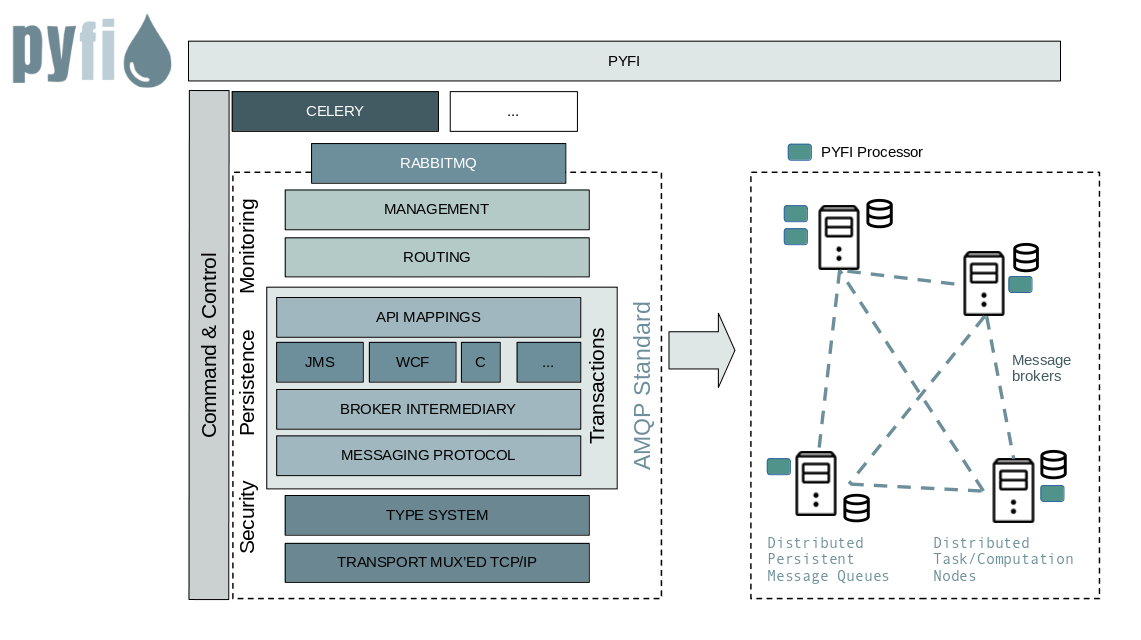 pyfi
PYFI
CELERY
...
RABBITMQ
PYFI Processor
Command & Control
Monitoring
Persistence
Security
MANAGEMENT
ROUTING
API MAPPINGS
JMS
WCF
C
...
BROKER INTERMEDIARY
MESSAGING PROTOCOL
Transactions
AMQP Standard
TYPE SYSTEM
TRANSPORT MUX’ED TCP/IP
Message
brokers
Distributed
Persistent
Message Queues
Distributed
Task/Computation
Nodes